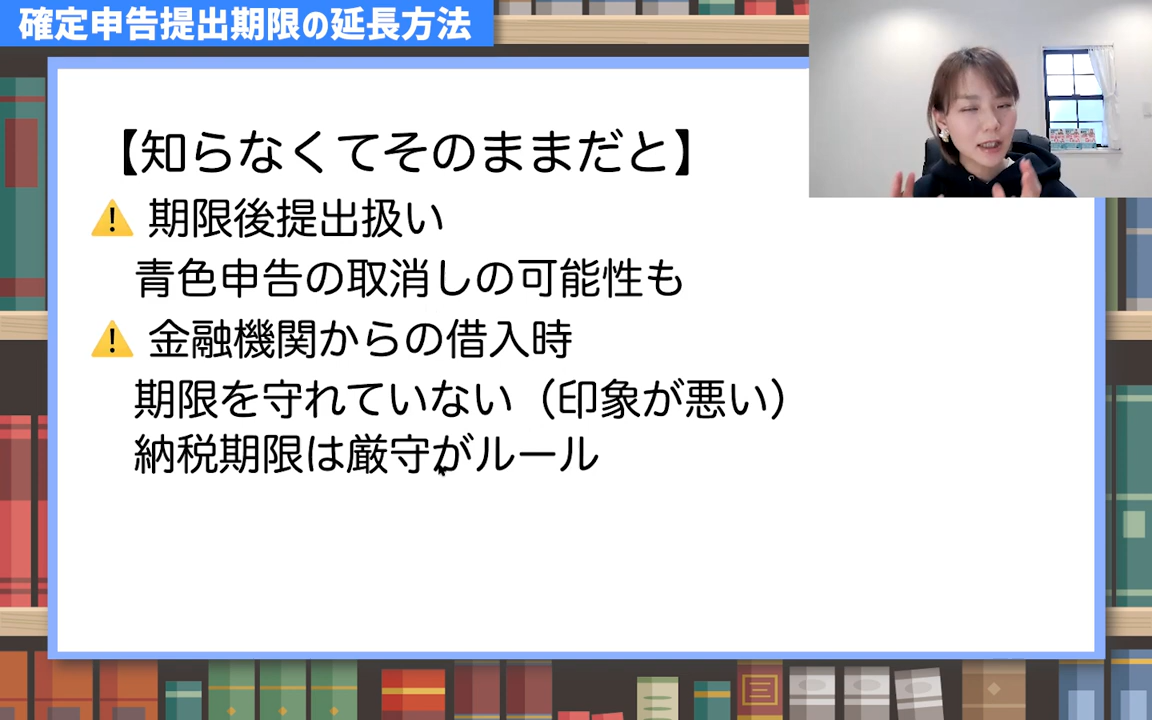 確定申告提出期限の延長方法
【知らなくてそのままだと】
⚠ 期限後提出扱い
青色申告の取消しの可能性も
⚠ 金融機関からの借入時
期限を守れていない（印象が悪い）
納税期限は厳守がルール